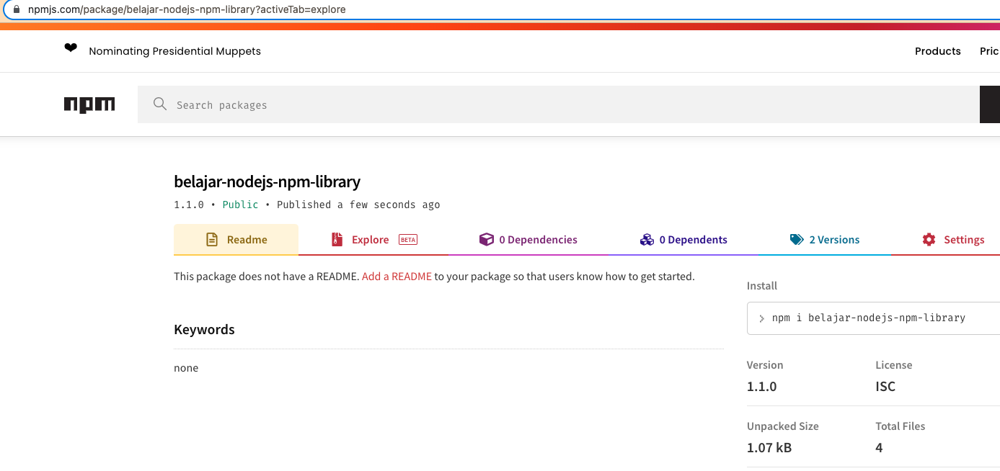 npmjs.com/package/belajar-nodejs-npm-library?activeTab=explore
❤ Nominating Presidential Muppets
Products
npm
Search packages
belajar-nodejs-npm-library
1.1.0 • Public • Published a few seconds ago
Readme
Explore BETA
0 Dependencies
0 Dependents
2 Versions
Settings
This package does not have a README. Add a README to your package so that users know how to get started.
Install
> npm i belajar-nodejs-npm-library
Keywords
none
Version
License
1.1.0
ISC
Unpacked Size
Total Files
1.07 kB
4